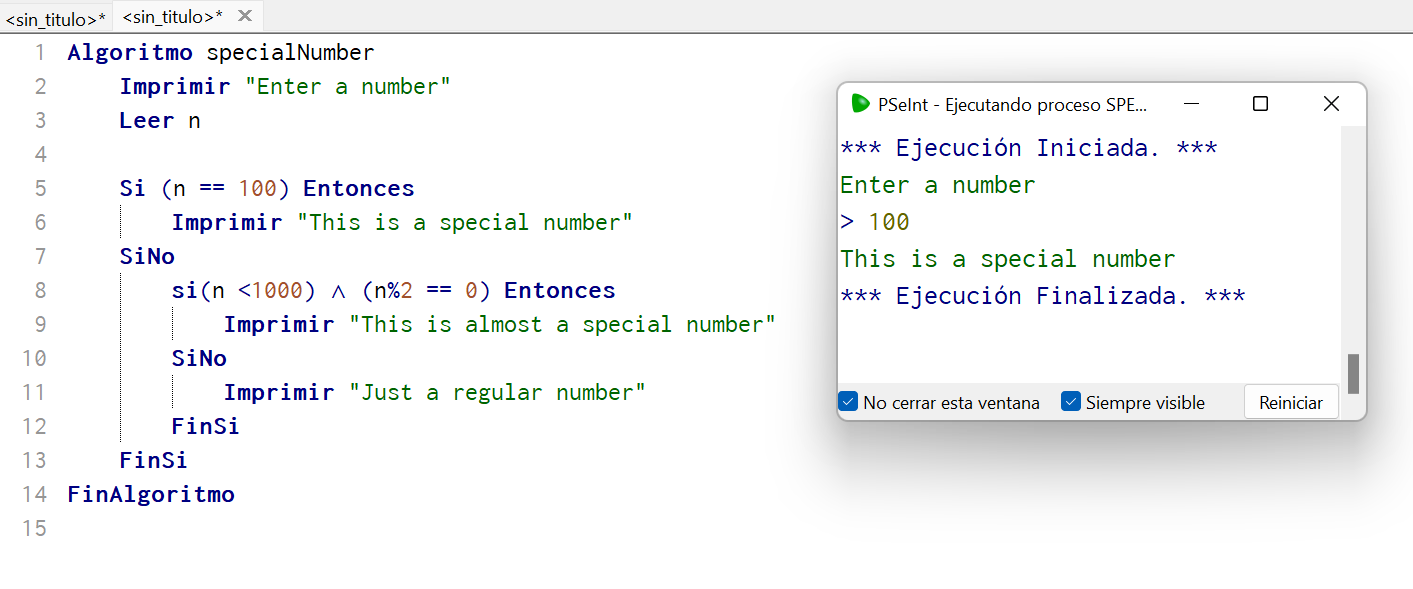 <sin_titulo>* <sin_titulo>*
1 Algoritmo specialNumber
2 Imprimir "Enter a number"
3 Leer n
4
5 Si (n == 100) Entonces
6 Imprimir "This is a special number"
7 SiNo
8 si(n <1000) ∧ (n%2 == 0) Entonces
9 Imprimir "This is almost a special number"
10 SiNo
11 Imprimir "Just a regular number"
12 FinSi
13 FinSi
14 FinAlgoritmo
15
PSeInt - Ejecutando proceso SPE...
*** Ejecución Iniciada. ***
Enter a number
> 100
This is a special number
*** Ejecución Finalizada. ***
No cerrar esta ventana Siempre visible Reiniciar